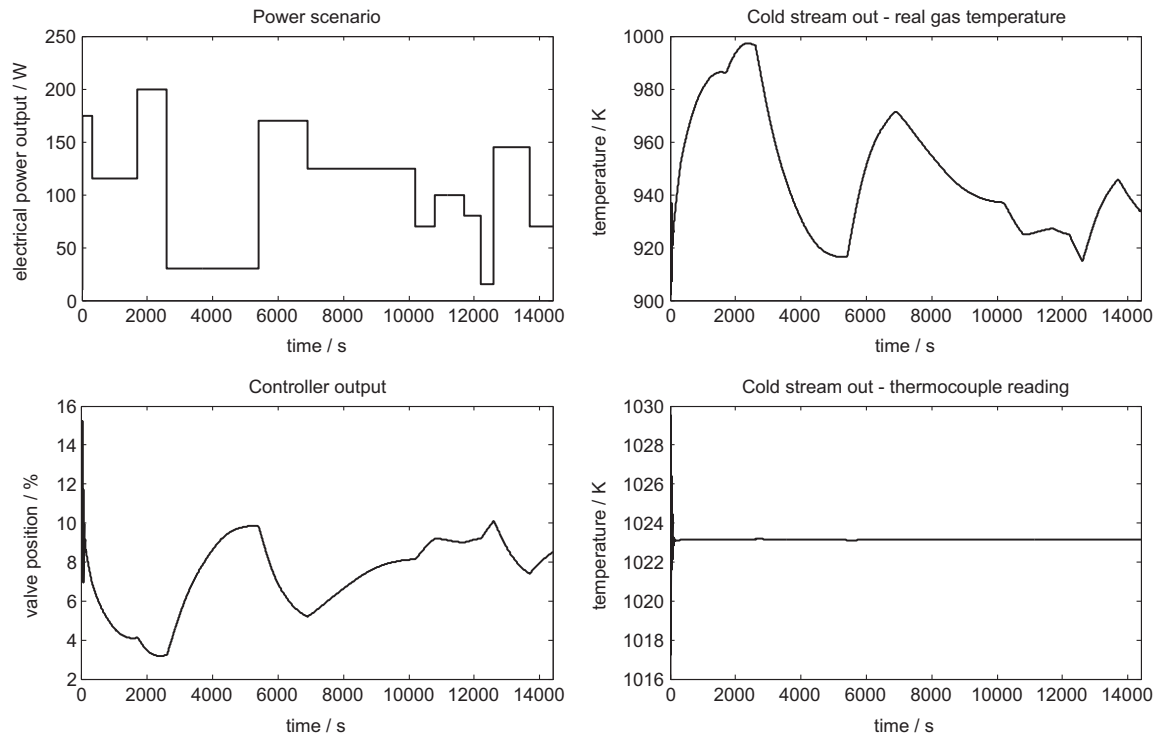 Power scenario
electrical power output / W
250
200
150
100
50
0
0 2000 4000 6000 8000 10000 12000 14000
time / s
Cold stream out - real gas temperature
temperature / K
1000
980
960
940
920
900
0 2000 4000 6000 8000 10000 12000 14000
time / s
Controller output
valve position / %
16
14
12
10
8
6
4
2
0 2000 4000 6000 8000 10000 12000 14000
time / s
Cold stream out - thermocouple reading
temperature / K
1030
1028
1026
1024
1022
1020
1018
1016
0 2000 4000 6000 8000 10000 12000 14000
time / s